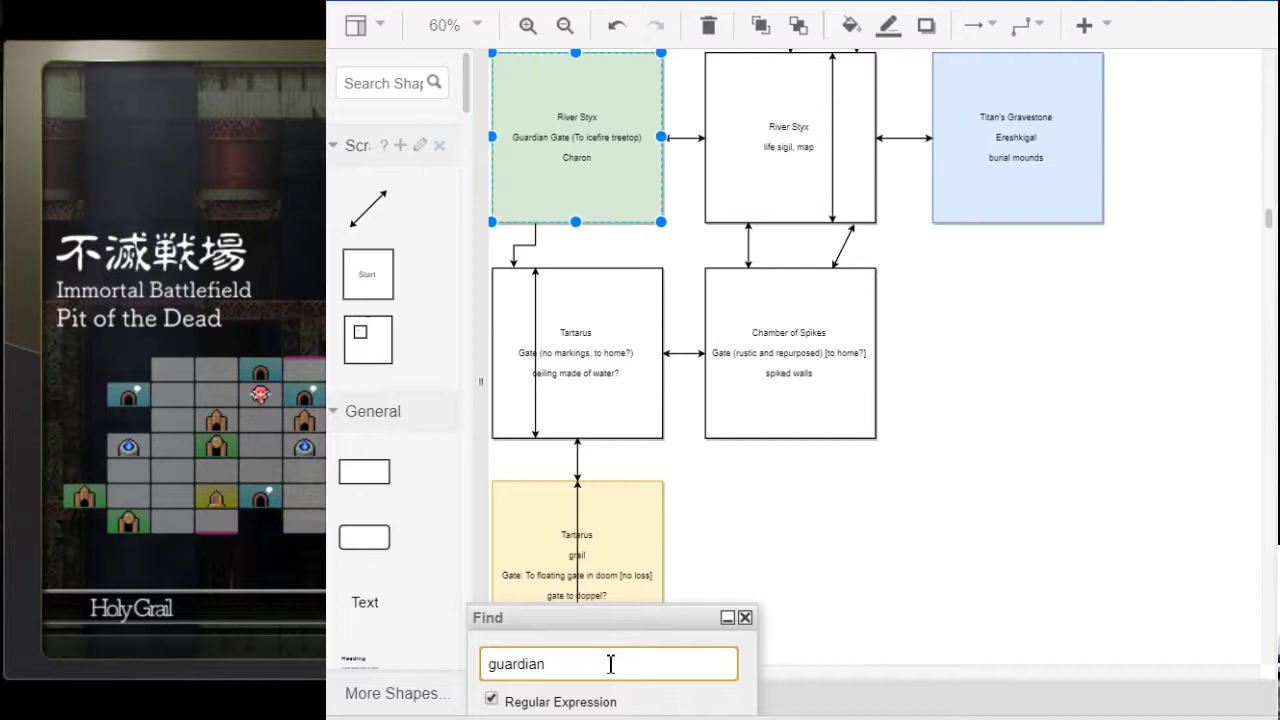 不滅戦場
Immortal Battlefield
Pit of the Dead
Holy Grail
60%
Search Shap
Scr
?
Start
General
Text
Heading
More Shapes...
River Styx
Guardian Gate (To icefire treetop)
Charon
River Styx
life sigil, map
Titan's Gravestone
Ereshkigal
burial mounds
Tartarus
Gate (no markings, to home?)
ceiling made of water?
Chamber of Spikes
Gate (rustic and repurposed) [to home?]
spiked walls
Tartarus
grail
Gate: To floating gate in doom [no loss]
gate to doppel?
Find
guardian
Regular Expression